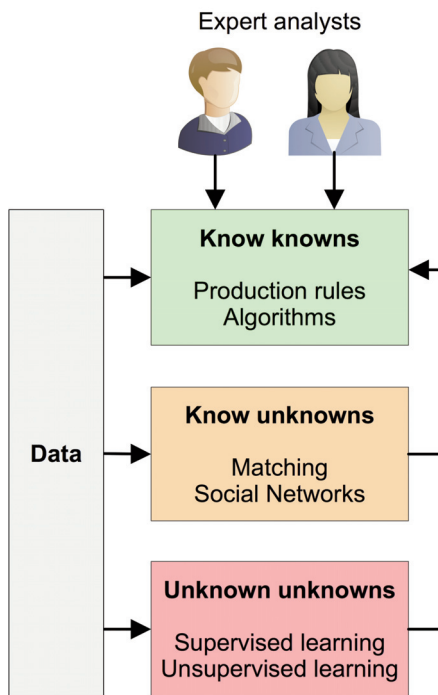 Expert analysts
Know knowns
Production rules
Algorithms
Data
Know unknowns
Matching
Social Networks
Unknown unknowns
Supervised learning
Unsupervised learning